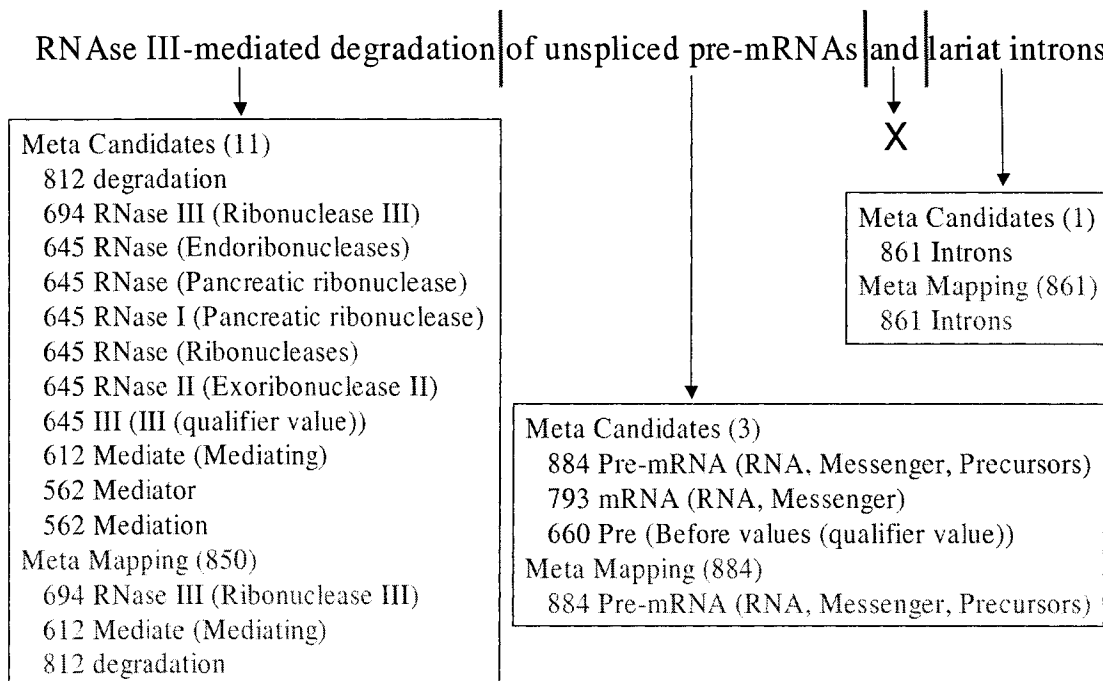 RNAse III-mediated degradation of unspliced pre-mRNAs and lariat introns
Meta Candidates (11)
812 degradation
694 RNase III (Ribonuclease III)
645 RNase (Endoribonucleases)
645 RNase (Pancreatic ribonuclease)
645 RNase I (Pancreatic ribonuclease)
645 RNase (Ribonucleases)
645 RNase II (Exoribonuclease II)
645 III (III (qualifier value))
612 Mediate (Mediating)
562 Mediator
562 Mediation
Meta Mapping (850)
694 RNase III (Ribonuclease III)
612 Mediate (Mediating)
812 degradation
Meta Candidates (3)
884 Pre-mRNA (RNA, Messenger, Precursors)
793 mRNA (RNA, Messenger)
660 Pre (Before values (qualifier value))
Meta Mapping (884)
884 Pre-mRNA (RNA, Messenger, Precursors)
X
Meta Candidates (1)
861 Introns
Meta Mapping (861)
861 Introns